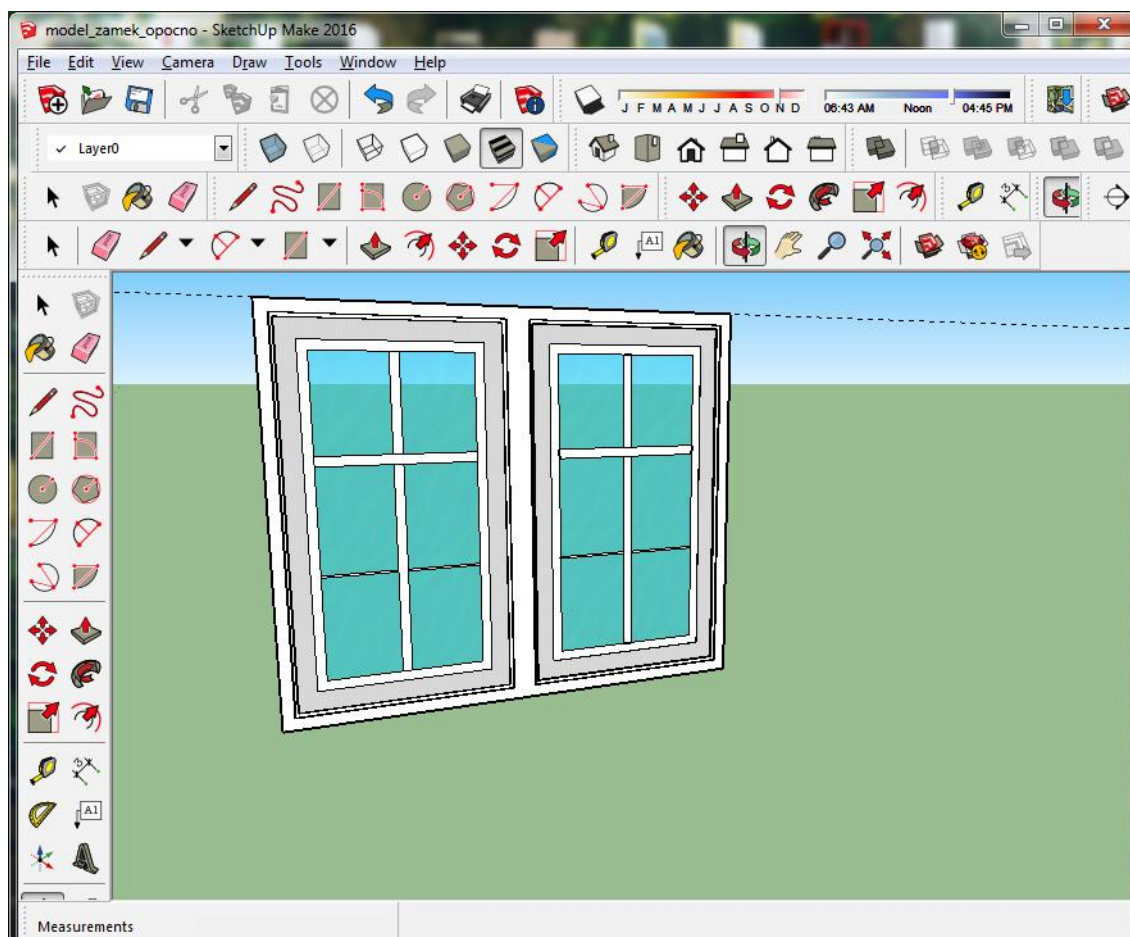 model_zamek_opocno - SketchUp Make 2016
File Edit View Camera Draw Tools Window Help
J F M A M J J A S O N D 06:43 AM Noon 04:45 PM
Layer0
A1
A1
Measurements